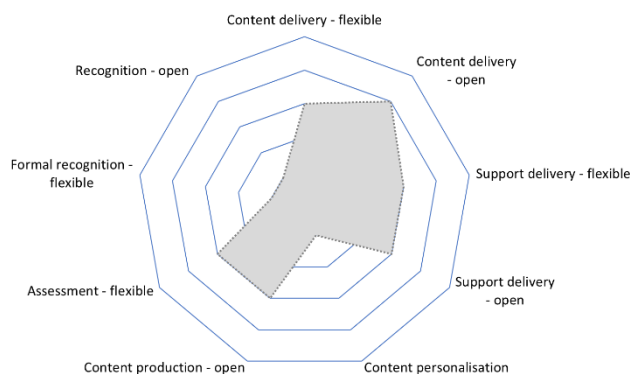 Content delivery - flexible
Content delivery
- open
Support delivery - flexible
Support delivery
- open
Content personalisation
Content production - open
Assessment - flexible
Formal recognition -
flexible
Recognition - open